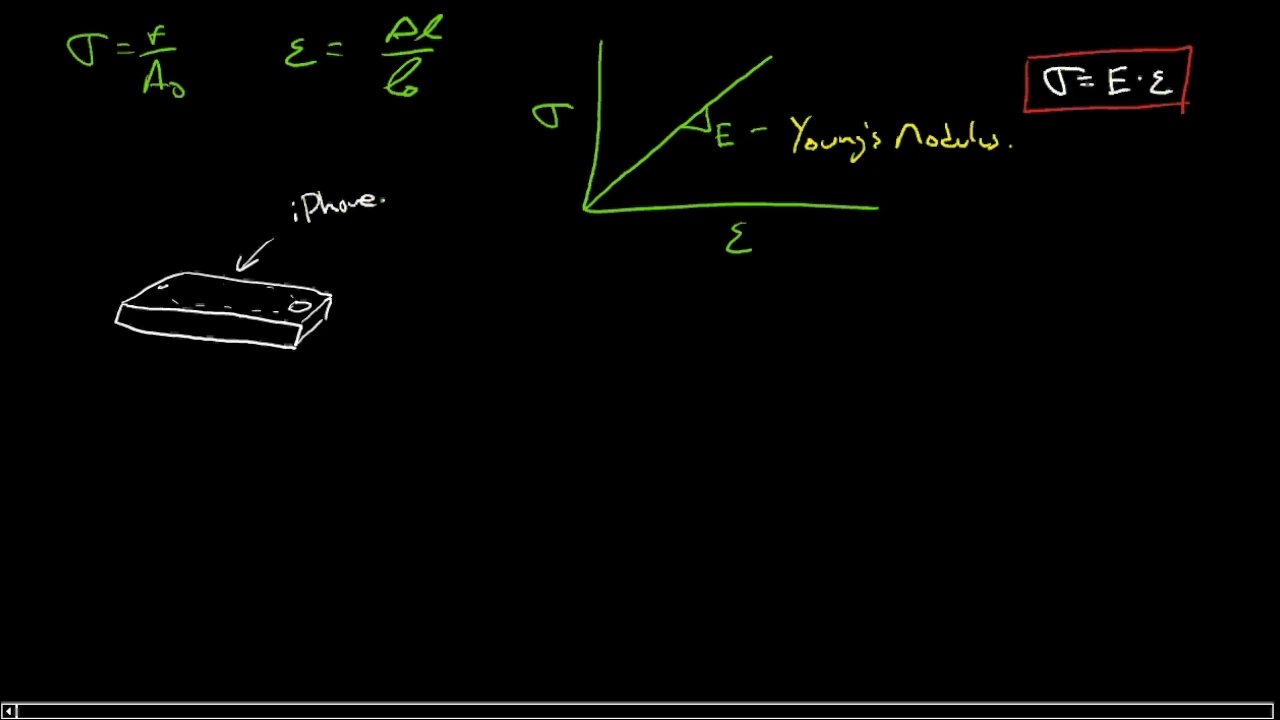 σ = F/A₀
ε = Δl/l₀
σ
E - Young's Modulus.
ε
σ = E · ε
iPhone.